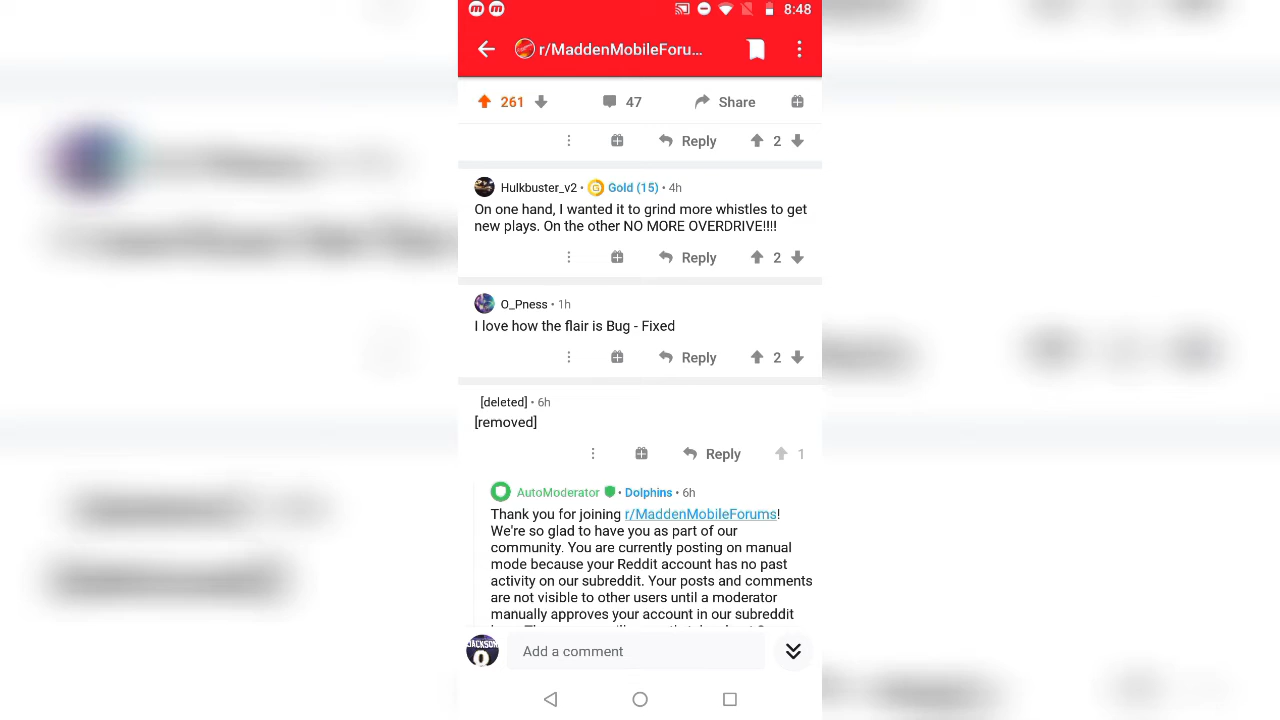 8:48
r/MaddenMobileForu...
261 47 Share
Reply 2
Hulkbuster_v2 • Gold (15) • 4h
On one hand, I wanted it to grind more whistles to get
new plays. On the other NO MORE OVERDRIVE!!!!
Reply 2
O_Pness • 1h
I love how the flair is Bug - Fixed
Reply 2
[deleted] • 6h
[removed]
Reply 1
AutoModerator • Dolphins • 6h
Thank you for joining r/MaddenMobileForums!
We're so glad to have you as part of our
community. You are currently posting on manual
mode because your Reddit account has no past
activity on our subreddit. Your posts and comments
are not visible to other users until a moderator
manually approves your account in our subreddit
JACKSON
Add a comment